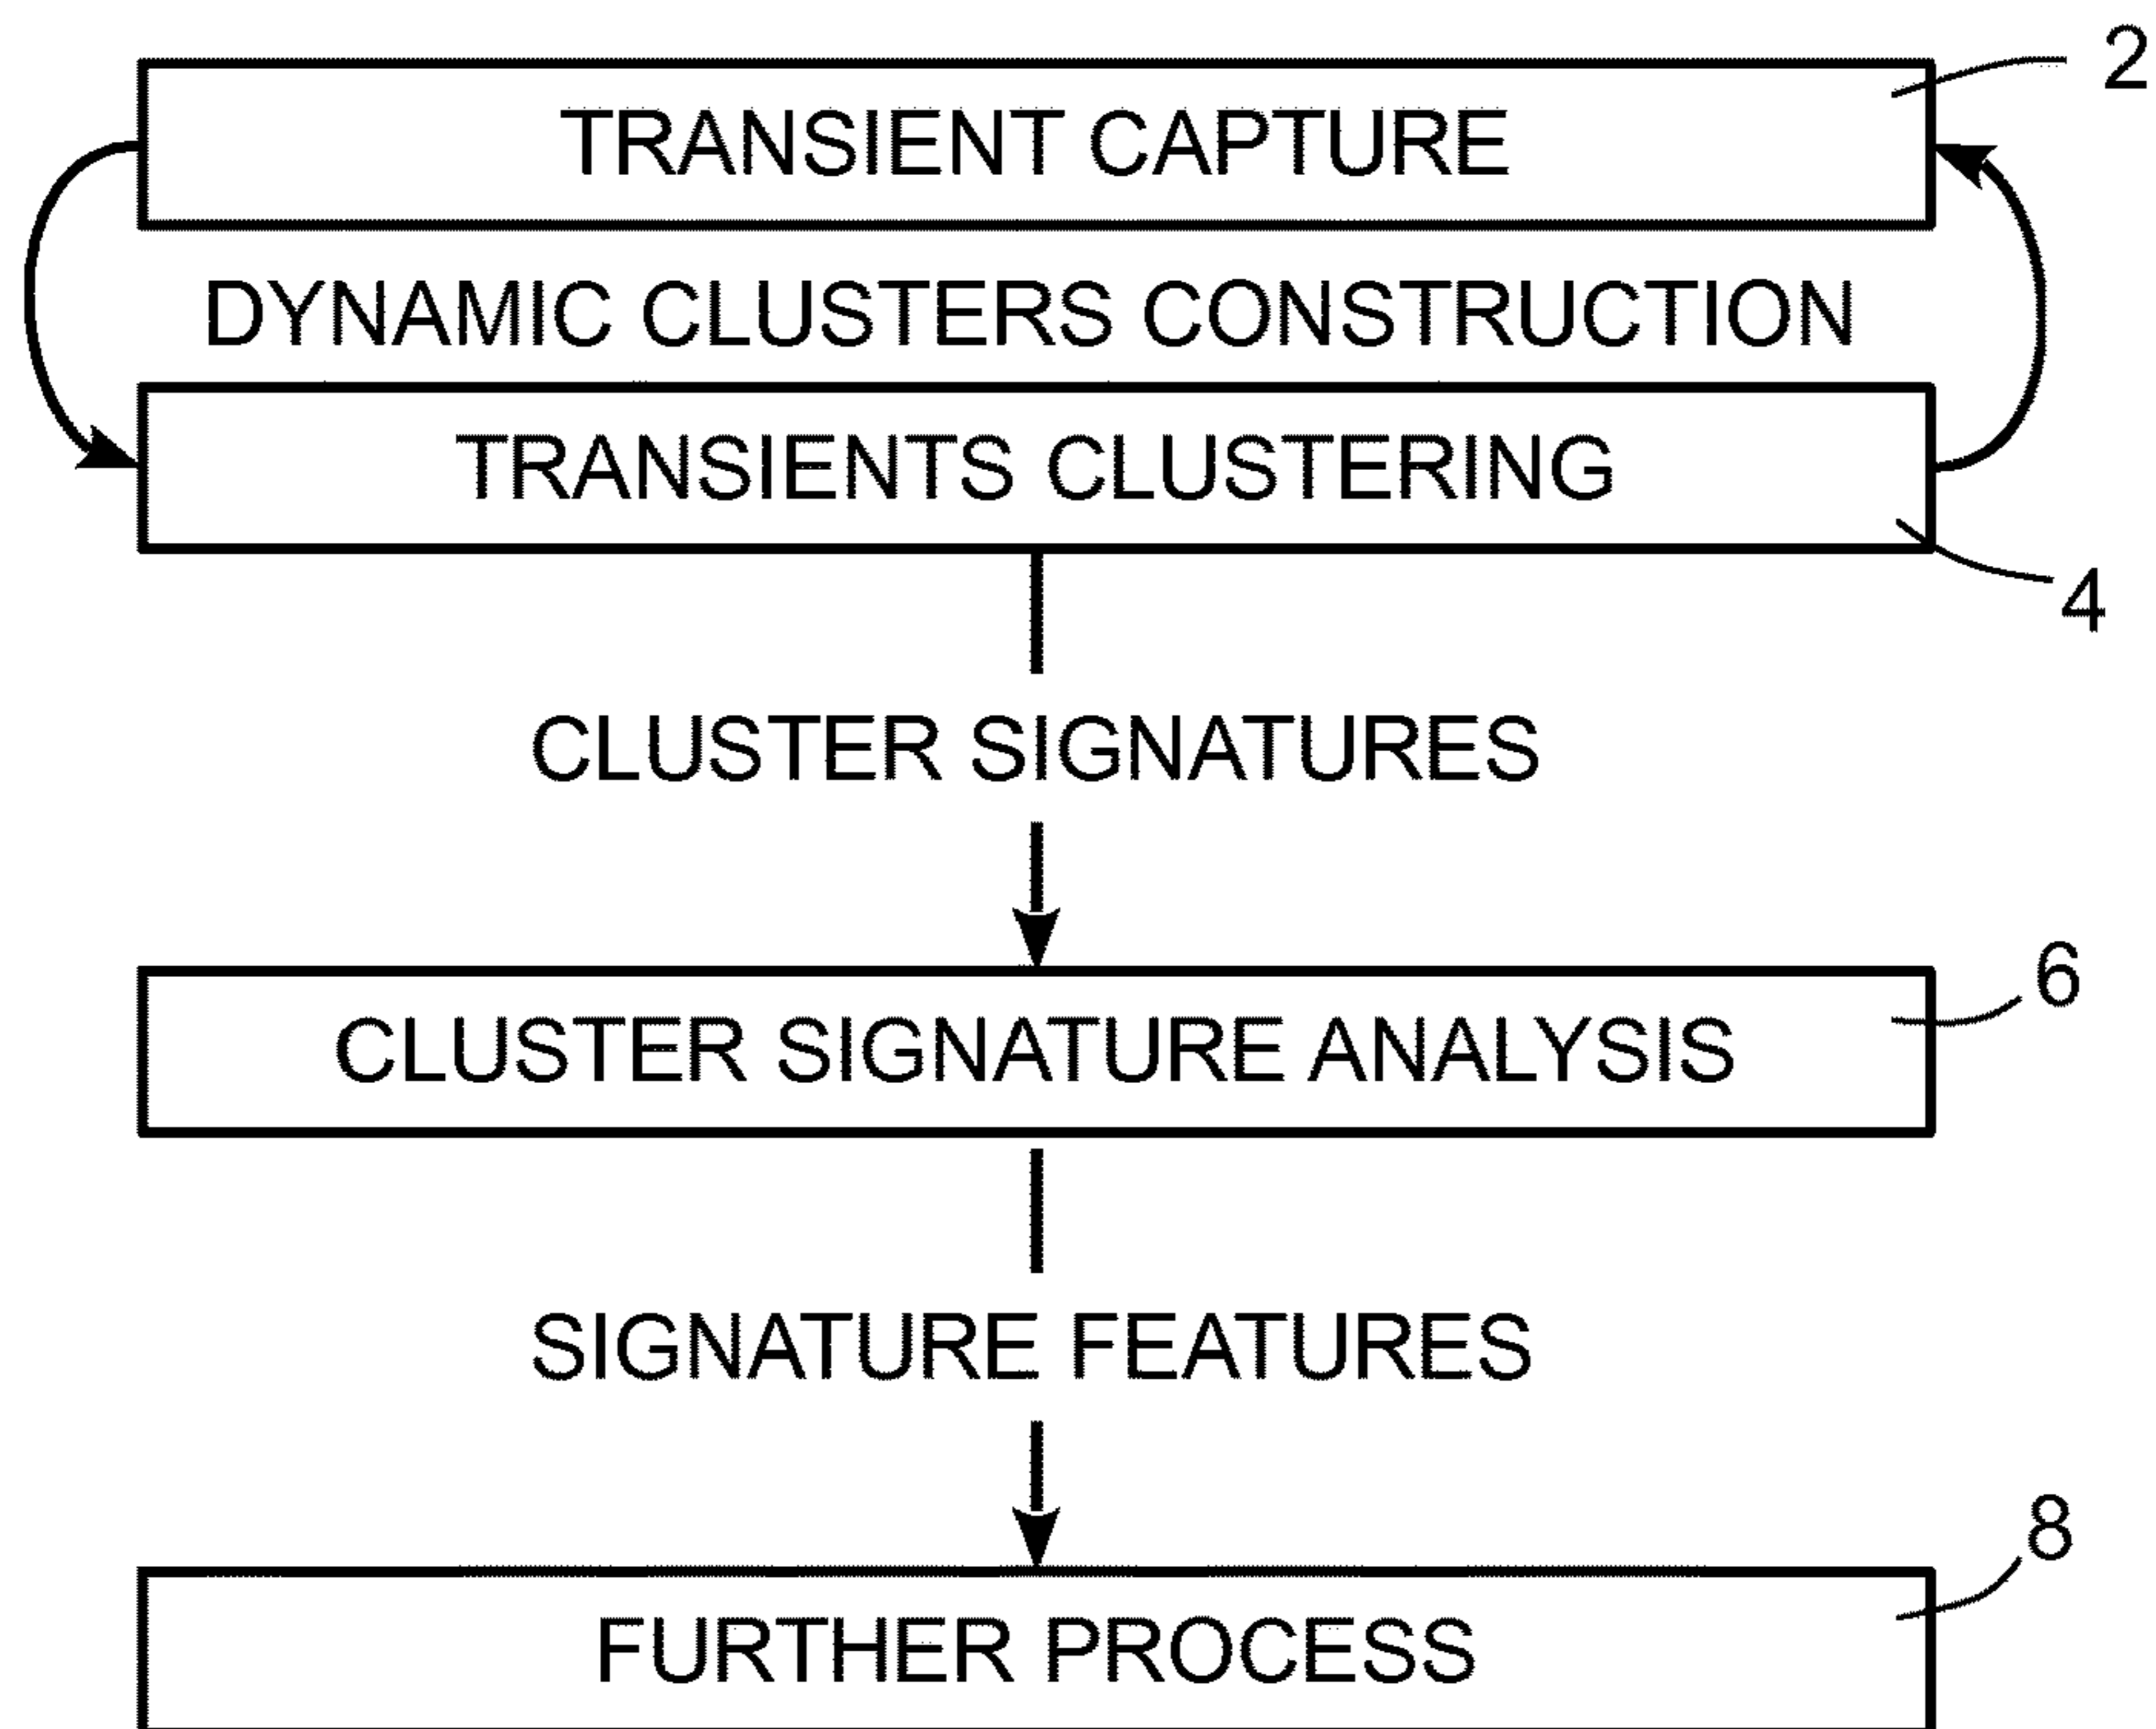 2
TRANSIENT CAPTURE
DYNAMIC CLUSTERS CONSTRUCTION
TRANSIENTS CLUSTERING
4
CLUSTER SIGNATURES
6
CLUSTER SIGNATURE ANALYSIS
SIGNATURE FEATURES
8
FURTHER PROCESS